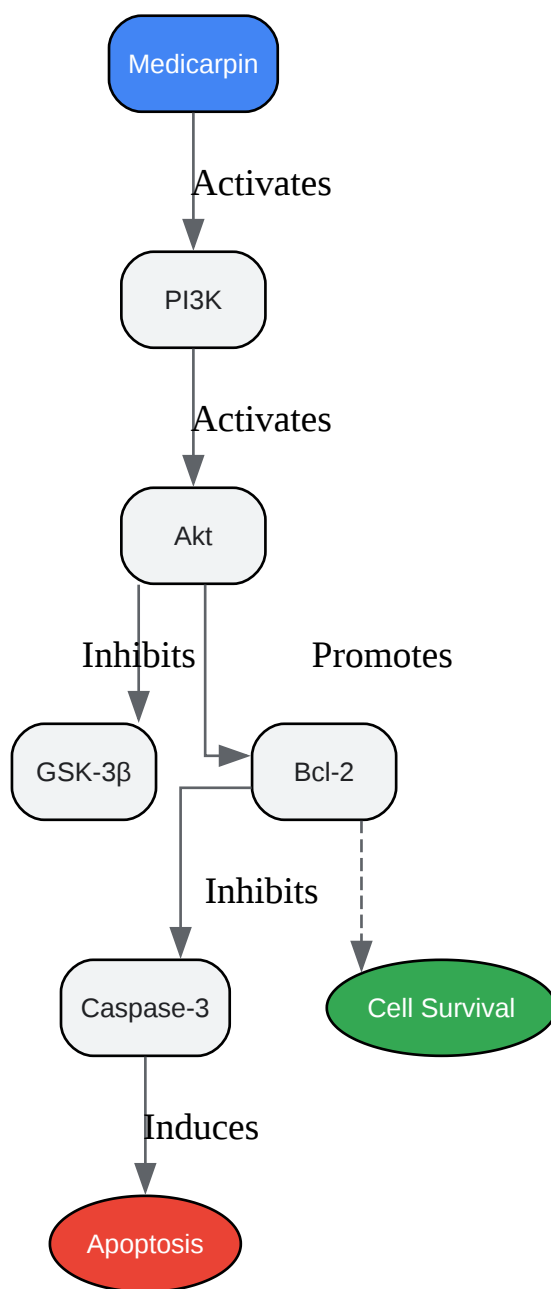 Medicarpin
Activates
PI3K
Activates
Akt
Inhibits
Promotes
GSK-3β
Bcl-2
Inhibits
Caspase-3
Cell Survival
Induces
Apoptosis